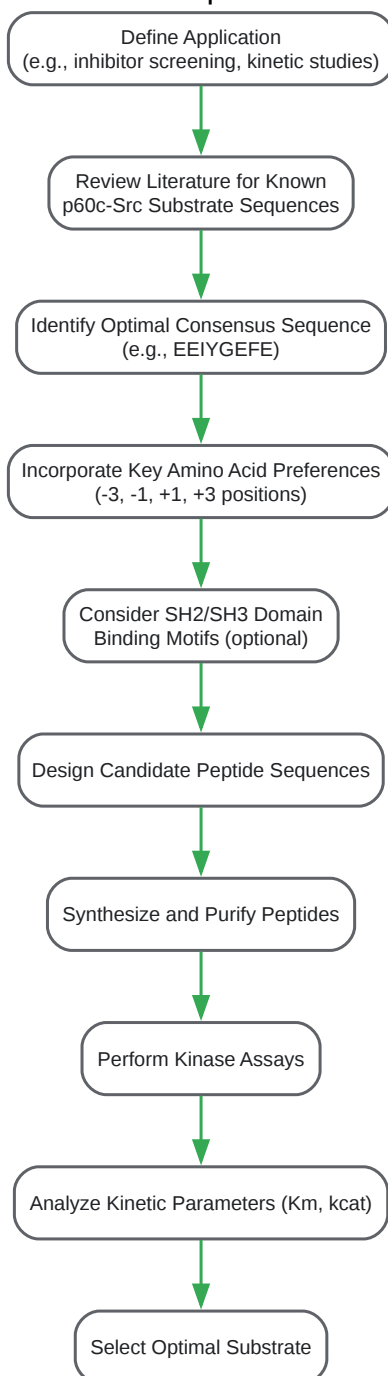 Define Application
(e.g., inhibitor screening, kinetic studies)
Review Literature for Known
p60c-Src Substrate Sequences
Identify Optimal Consensus Sequence
(e.g., EEIYGEFE)
Incorporate Key Amino Acid Preferences
(-3, -1, +1, +3 positions)
Consider SH2/SH3 Domain
Binding Motifs (optional)
Design Candidate Peptide Sequences
Synthesize and Purify Peptides
Perform Kinase Assays
Analyze Kinetic Parameters (Km, kcat)
Select Optimal Substrate